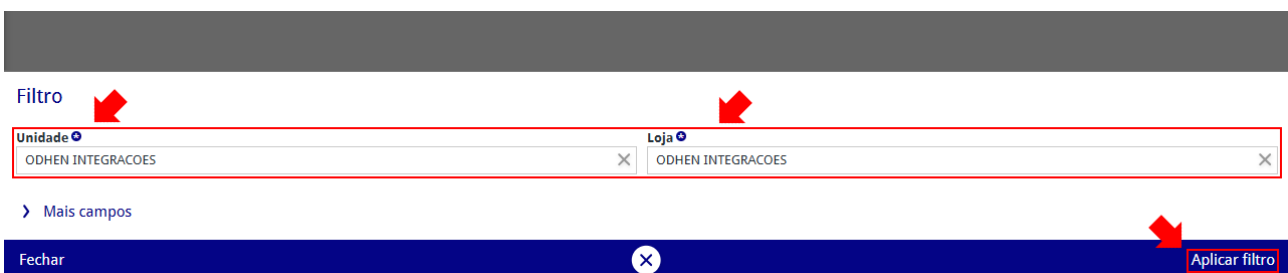 Filtro
Unidade Loja
ODHEN INTEGRACOES ODHEN INTEGRACOES
Mais campos
Fechar Aplicar filtro